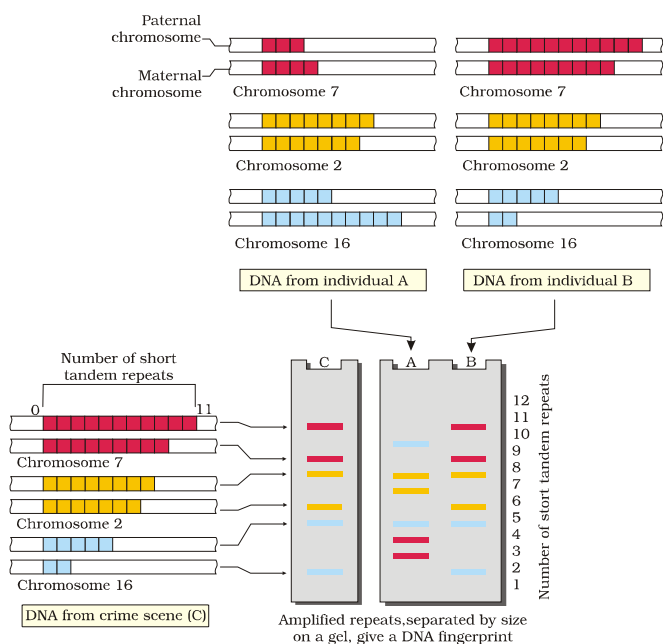 Paternal
chromosome
Maternal
chromosome
Chromosome 7
Chromosome 7
Chromosome 2
Chromosome 2
Chromosome 16
Chromosome 16
DNA from individual A
DNA from individual B
Number of short
tandem repeats
0
11
Chromosome 7
Chromosome 2
Chromosome 16
DNA from crime scene (C)
C
A
B
12
11
10
9
8
7
6
5
4
3
2
1
Number of stort tandem repeats
Amplified repeats,separated by size
on a gel, give a DNA fingerprint